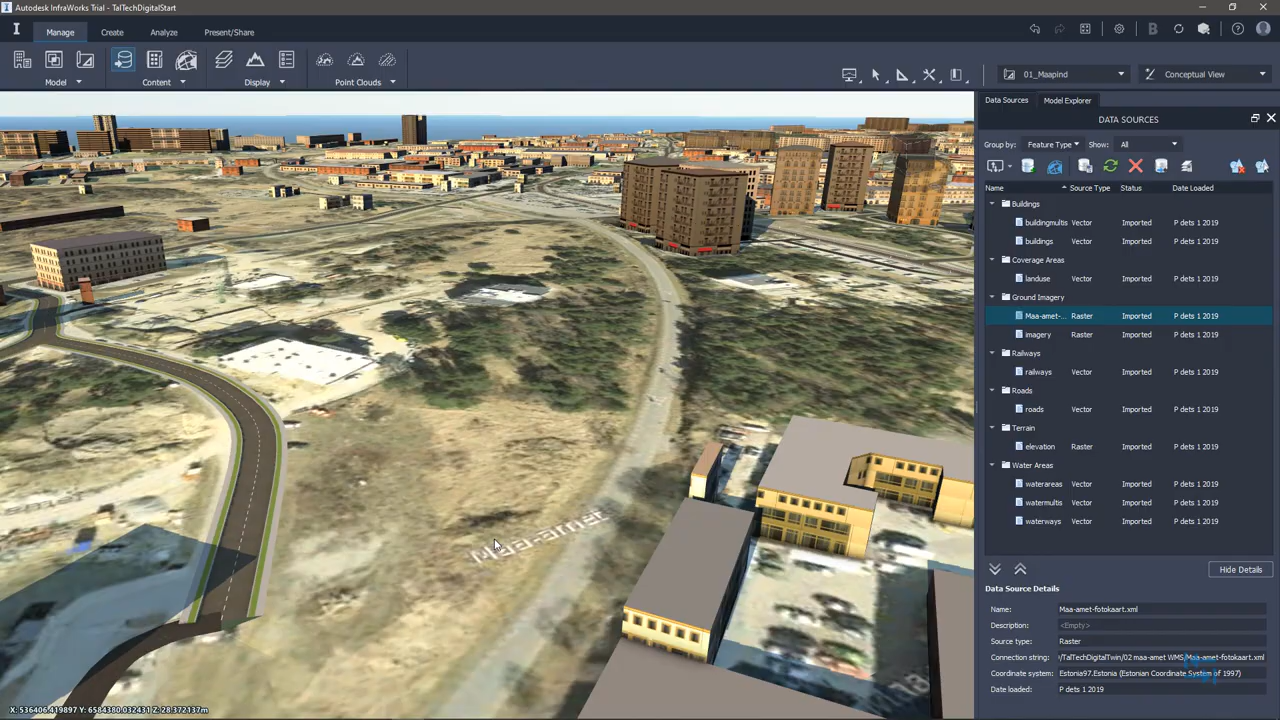 Autodesk InfraWorks Trial - TalTechDigitalStart
Manage Create Analyze Present/Share
Model Content Display Point Clouds
01_Maapind Conceptual View
Data Sources Model Explorer
DATA SOURCES
Group by: Feature Type Show: All
Name Source Type Status Date Loaded
Buildings
buildingmultis Vector Imported P dets 1 2019
buildings Vector Imported P dets 1 2019
Coverage Areas
landuse Vector Imported P dets 1 2019
Ground Imagery
Maa-amet-... Raster Imported P dets 1 2019
imagery Raster Imported P dets 1 2019
Railways
railways Vector Imported P dets 1 2019
Roads
roads Vector Imported P dets 1 2019
Terrain
elevation Raster Imported P dets 1 2019
Water Areas
waterareas Vector Imported P dets 1 2019
watermultis Vector Imported P dets 1 2019
waterways Vector Imported P dets 1 2019
Maa-amet
Hide Details
Data Source Details
Name: Maa-amet-fotokaart.xml
Description: <Empty>
Source type: Raster
Connection string: /TalTechDigitalTwin/02 maa-amet WMS/Maa-amet-fotokaart.xml
Coordinate system: Estonia97.Estonia (Estonian Coordinate System of 1997)
Date loaded: P dets 1 2019
X: 536406.419897 Y: 6584380.032431 Z: 28.372137m